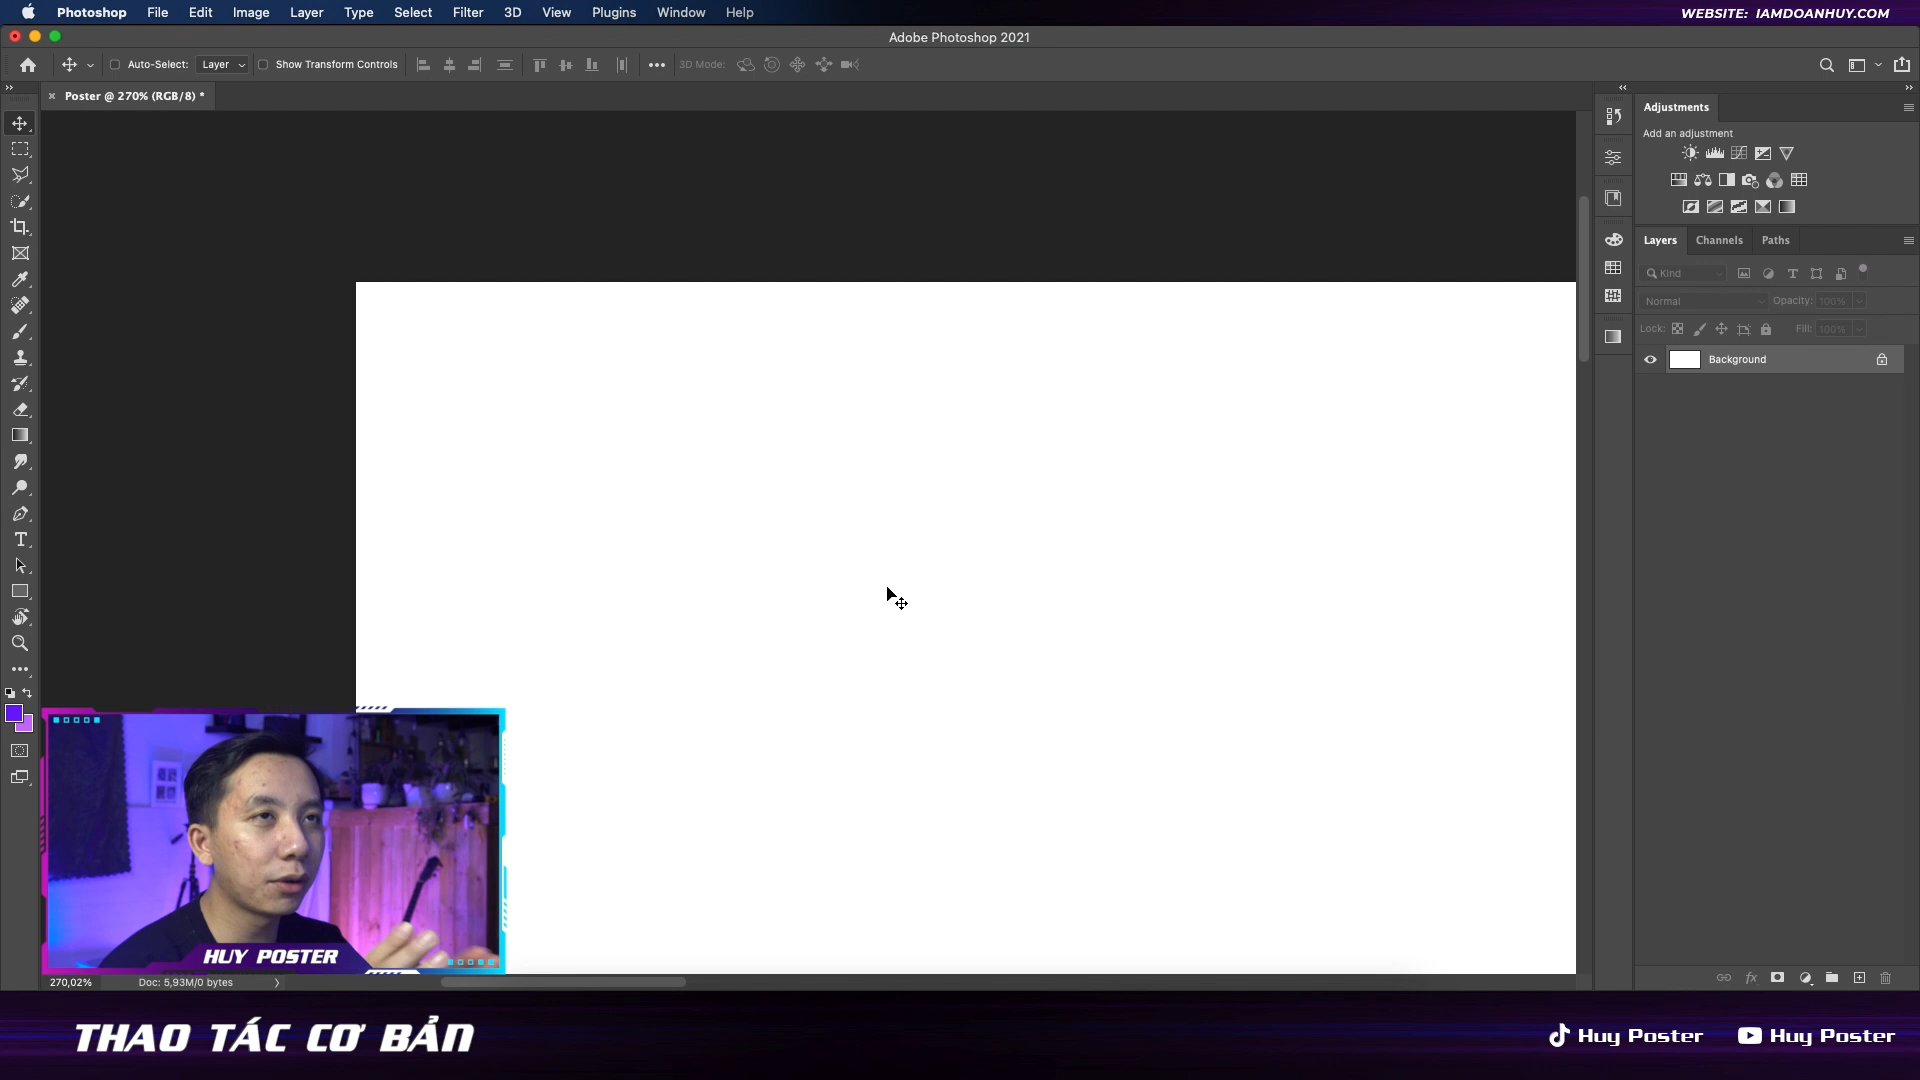 Photoshop File Edit Image Layer Type Select Filter 3D View Plugins Window Help
WEBSITE: IAMDOANHUY.COM
Adobe Photoshop 2021
Auto-Select: Layer Show Transform Controls 3D Mode:
Poster @ 270% (RGB/8) *
Adjustments
Add an adjustment
Layers Channels Paths
Kind
Normal Opacity: 100%
Lock: Fill: 100%
Background
HUY POSTER
270,02% Doc: 5,93M/0 bytes
THAO TÁC CƠ BẢN
Huy Poster Huy Poster